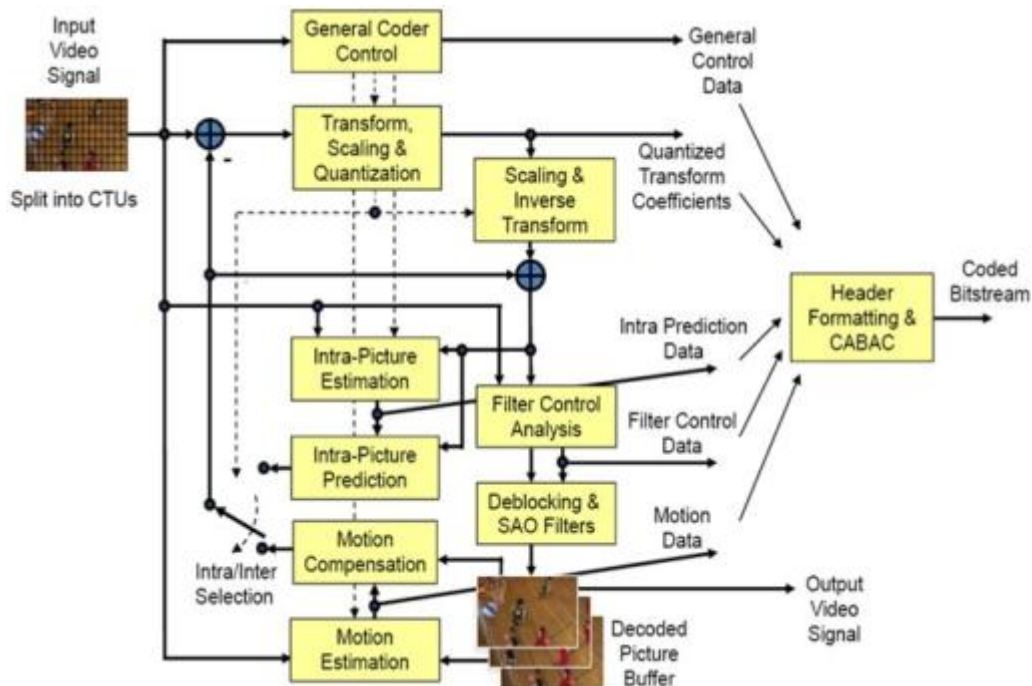 Input
Video
Signal
Split into CTUs
General Coder
Control
General
Control
Data
Transform,
Scaling &
Quantization
-
Quantized
Transform
Coefficients
Scaling &
Inverse
Transform
Header
Formatting &
CABAC
Coded
Bitstream
Intra-Picture
Estimation
Intra Prediction
Data
Filter Control
Analysis
Filter Control
Data
Intra-Picture
Prediction
Deblocking &
SAO Filters
Motion
Compensation
Motion
Data
Intra/Inter
Selection
Motion
Estimation
Decoded
Picture
Buffer
Output
Video
Signal